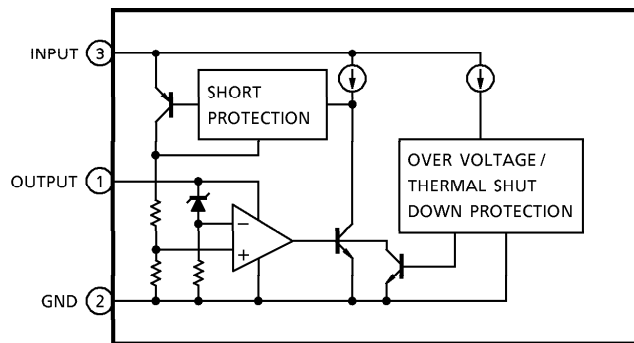 INPUT 3
SHORT
PROTECTION
OVER VOLTAGE /
THERMAL SHUT
DOWN PROTECTION
OUTPUT 1
−
+
GND 2